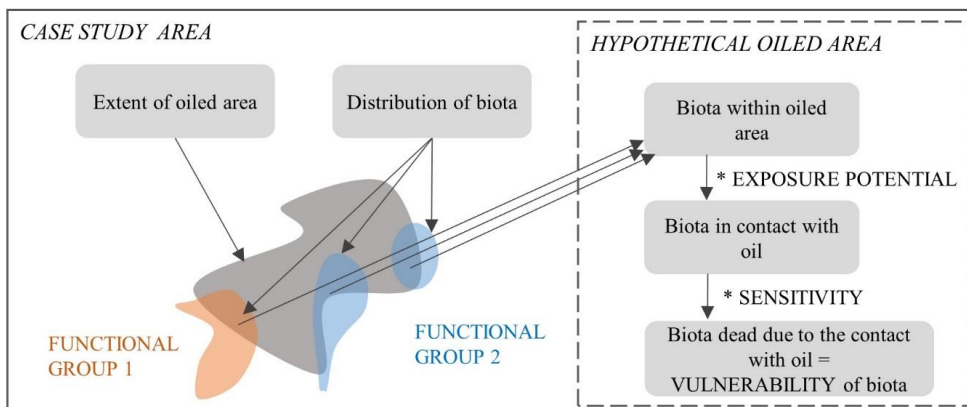 CASE STUDY AREA
Extent of oiled area
Distribution of biota
FUNCTIONAL
GROUP 1
FUNCTIONAL
GROUP 2
HYPOTHETICAL OILED AREA
Biota within oiled
area
* EXPOSURE POTENTIAL
Biota in contact with
oil
* SENSITIVITY
Biota dead due to the contact
with oil =
VULNERABILITY of biota